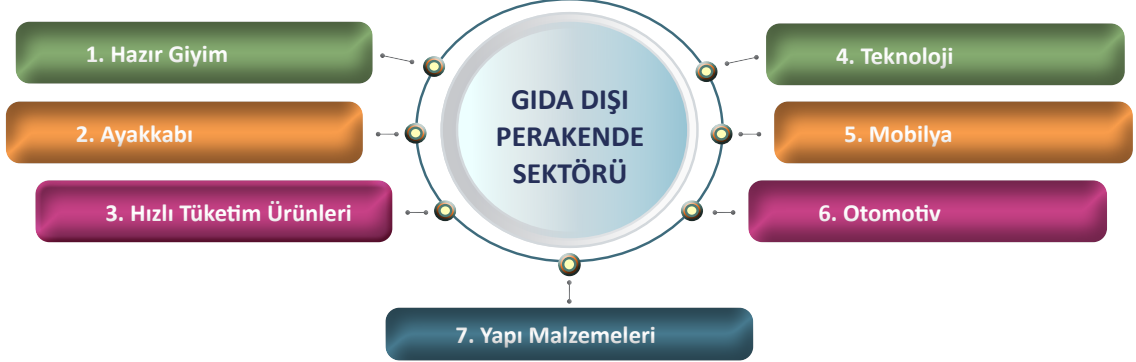 GIDA DIŞI
PERAKENDE
SEKTÖRÜ
1. Hazır Giyim
2. Ayakkabı
3. Hızlı Tüketim Ürünleri
4. Teknoloji
5. Mobilya
6. Otomotiv
7. Yapı Malzemeleri